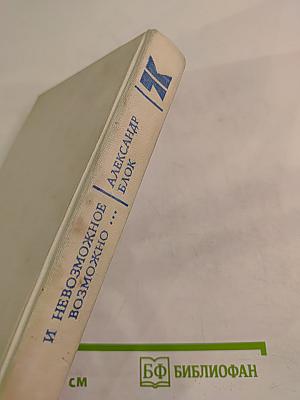 И НЕВОЗМОЖНОЕ
ВОЗМОЖНО ...
АЛЕКСАНДР
БЛОК
см
БФ БИБЛИОФАН